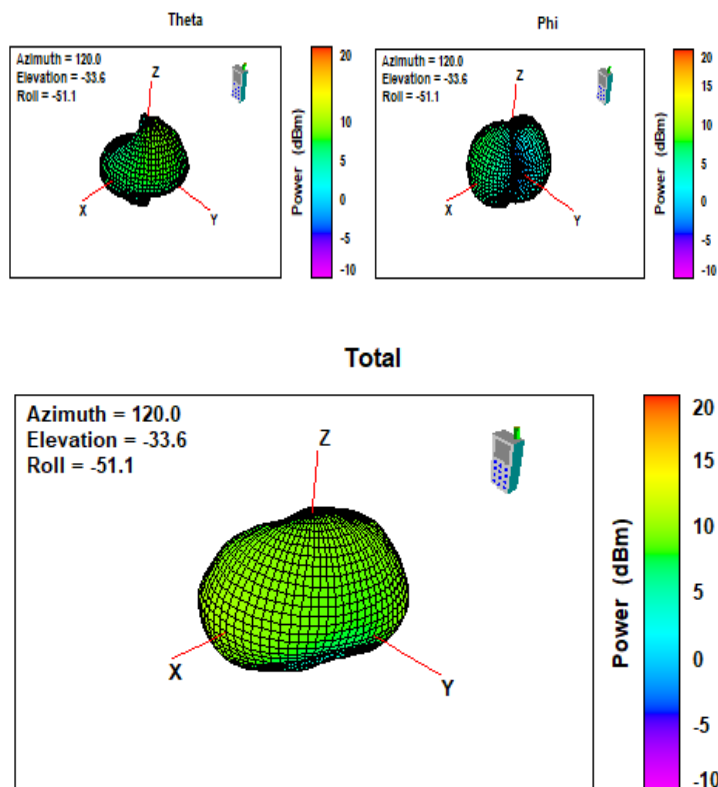 Theta
Azimuth = 120.0
Elevation = -33.6
Roll = -51.1
Z
X
Y
Power (dBm)
20
15
10
5
0
-5
-10
Phi
Azimuth = 120.0
Elevation = -33.6
Roll = -51.1
Z
X
Y
Power (dBm)
20
15
10
5
0
-5
-10
Total
Azimuth = 120.0
Elevation = -33.6
Roll = -51.1
Z
X
Y
Power (dBm)
20
15
10
5
0
-5
-10